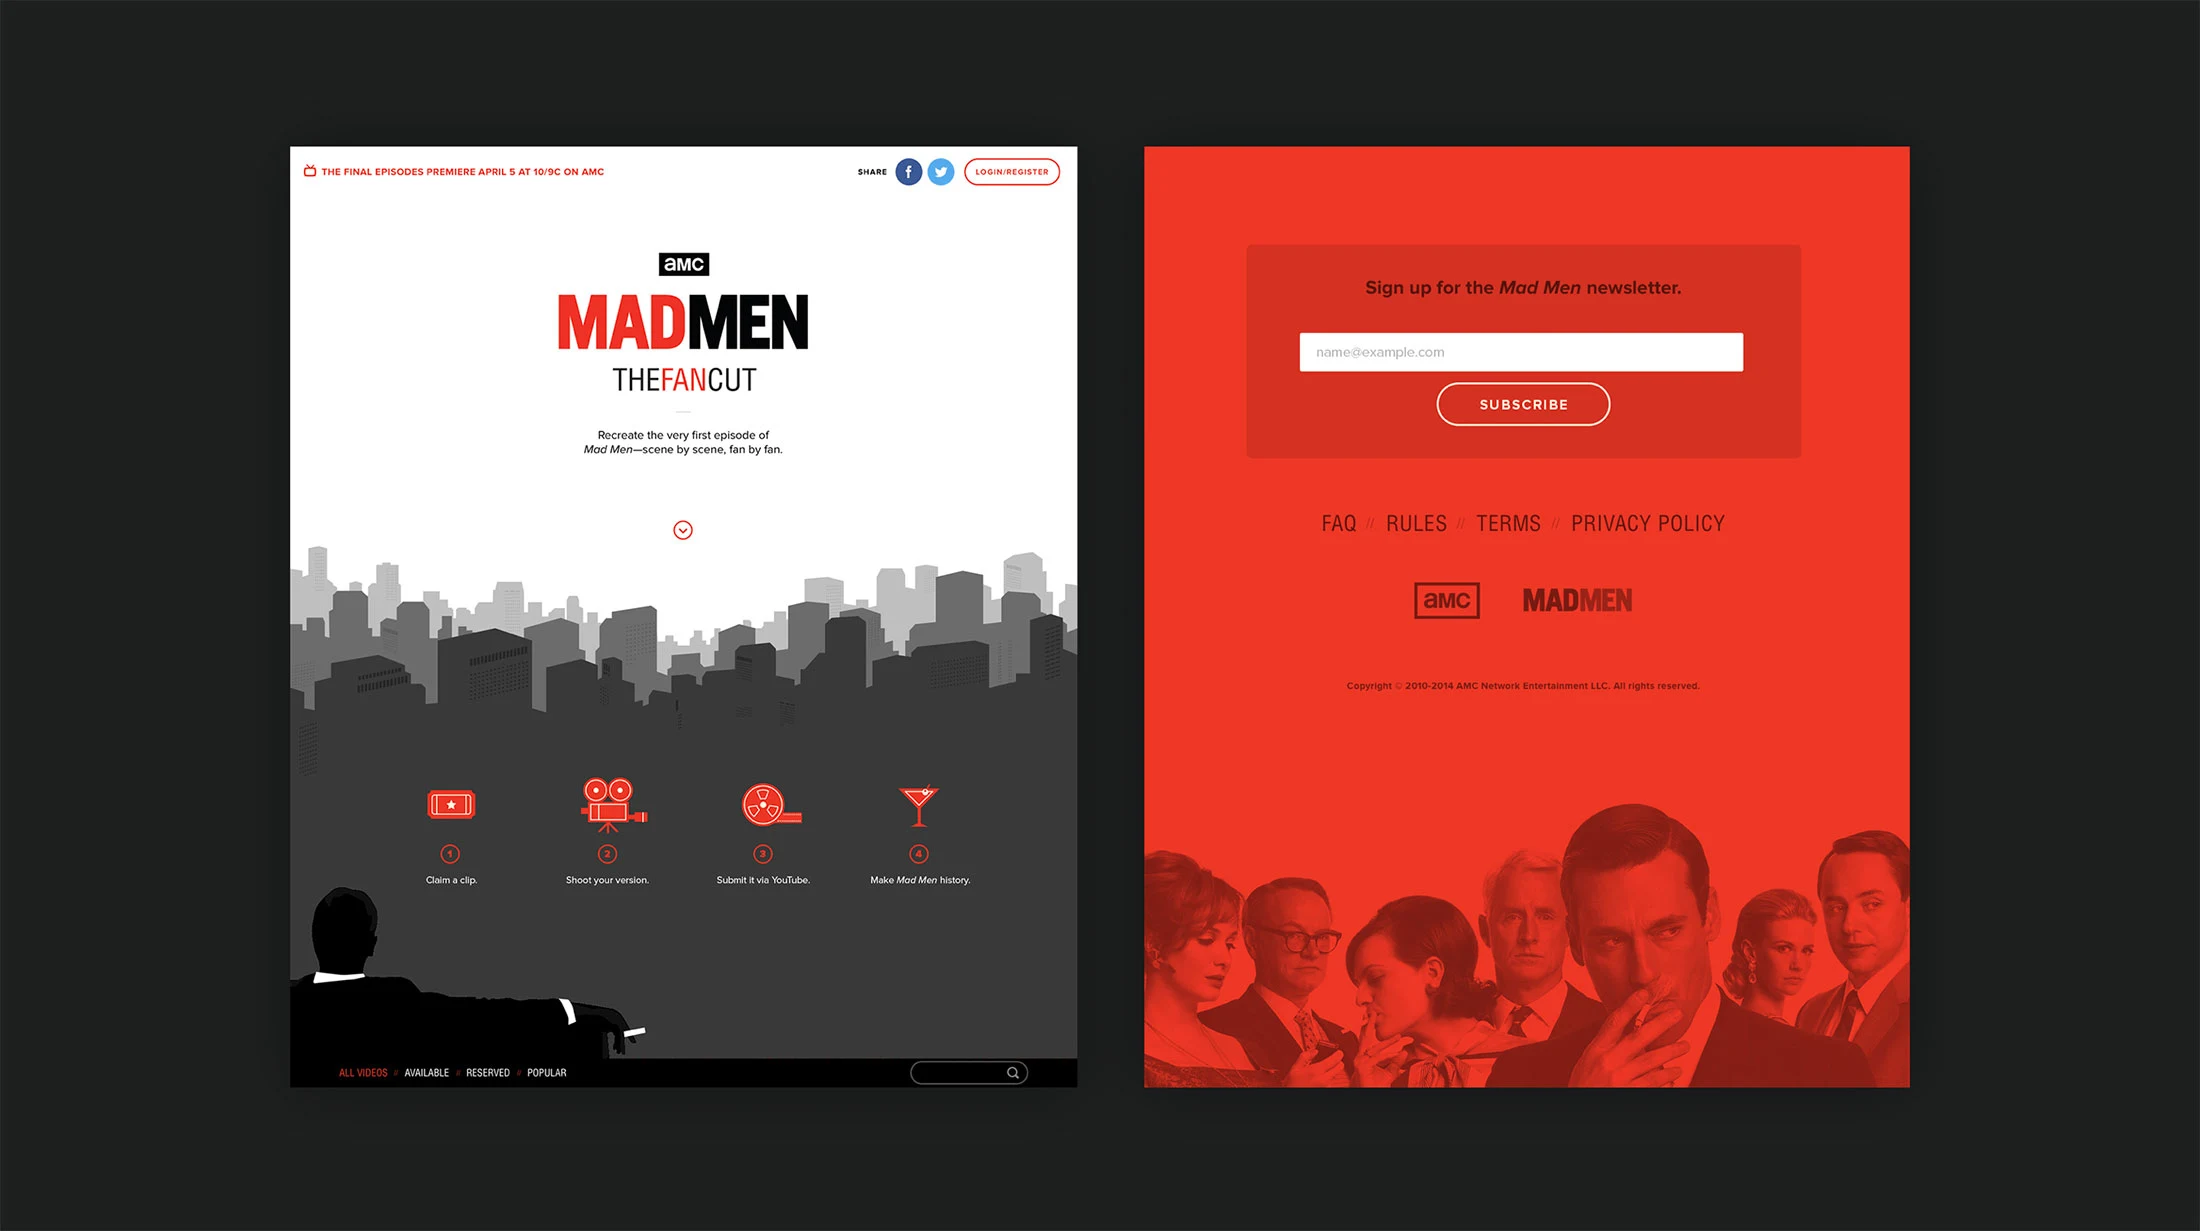 THE FINAL EPISODES PREMIERE APRIL 5 AT 10/9C ON AMC
SHARE
LOGIN/REGISTER
aMC
MADMEN
THEFANCUT
Recreate the very first episode of
Mad Men—scene by scene, fan by fan.
1
2
3
4
Claim a clip.
Shoot your version.
Submit it via YouTube.
Make Mad Men history.
ALL VIDEOS // AVAILABLE // RESERVED // POPULAR
Sign up for the Mad Men newsletter.
name@example.com
SUBSCRIBE
FAQ // RULES // TERMS // PRIVACY POLICY
aMC MADMEN
Copyright © 2010-2014 AMC Network Entertainment LLC. All rights reserved.